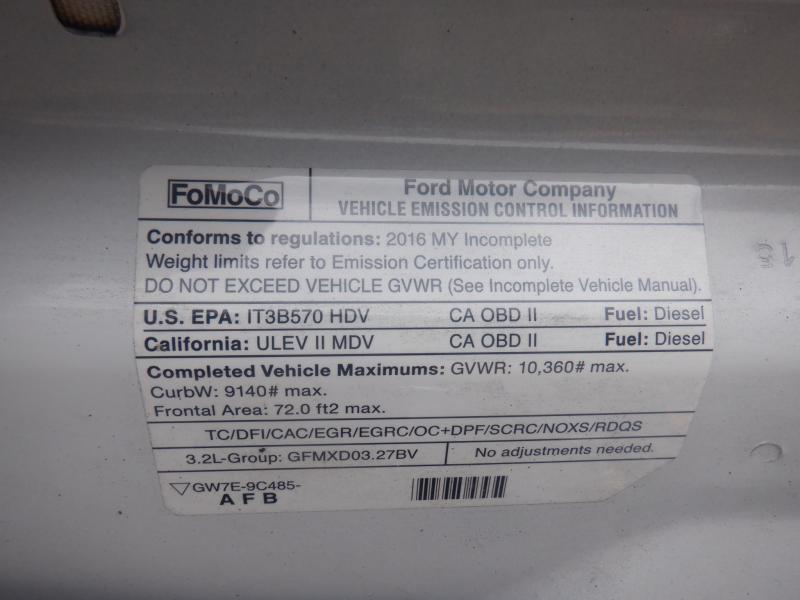 FoMoCo
Ford Motor Company
VEHICLE EMISSION CONTROL INFORMATION
Conforms to regulations: 2016 MY Incomplete
Weight limits refer to Emission Certification only.
DO NOT EXCEED VEHICLE GVWR (See Incomplete Vehicle Manual).
U.S. EPA: IT3B570 HDV CA OBD II Fuel: Diesel
California: ULEV II MDV CA OBD II Fuel: Diesel
Completed Vehicle Maximums: GVWR: 10,360# max.
CurbW: 9140# max.
Frontal Area: 72.0 ft2 max.
TC/DFI/CAC/EGR/EGRC/OC+DPF/SCRC/NOXS/RDQS
3.2L-Group: GFMXD03.27BV No adjustments needed.
GW7E-9C485-
A F B